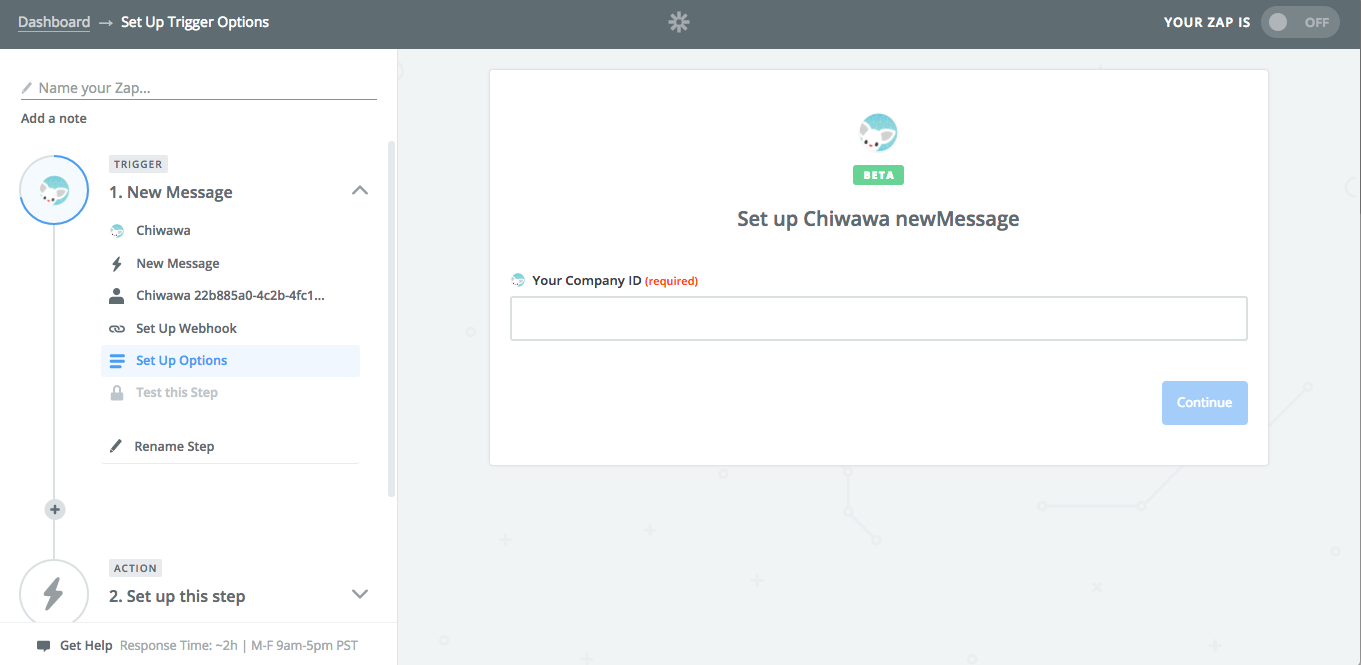 Dashboard → Set Up Trigger Options
YOUR ZAP IS OFF
Name your Zap...
Add a note
TRIGGER
1. New Message
Chiwawa
New Message
Chiwawa 22b885a0-4c2b-4fc1...
Set Up Webhook
Set Up Options
Test this Step
Rename Step
ACTION
2. Set up this step
Get Help Response Time: ~2h | M-F 9am-5pm PST
BETA
Set up Chiwawa newMessage
Your Company ID (required)
Continue